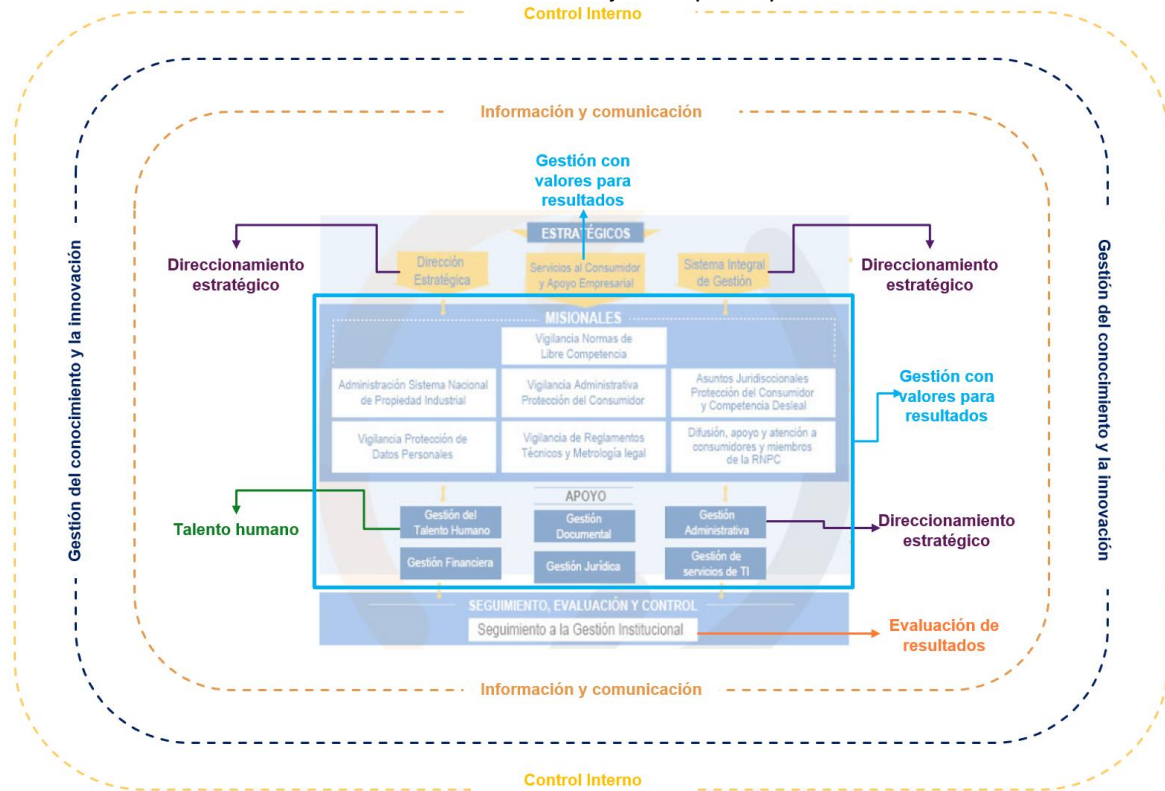 Control Interno
Información y comunicación
Gestión con
valores para
resultados
ESTRATÉGICOS
Direccionamiento
estratégico
Dirección
Estratégica
Servicios al Consumidor
y Apoyo Empresarial
Sistema Integral
de Gestión
Direccionamiento
estratégico
Gestión del conocimiento y la innovación
Gestión del conocimiento y la innovación
MISIONALES
Vigilancia Normas de
Libre Competencia
Administración Sistema Nacional
de Propiedad Industrial
Vigilancia Administrativa
Protección del Consumidor
Asuntos Jurisdiccionales
Protección del Consumidor
y Competencia Desleal
Gestión con
valores para
resultados
Vigilancia Protección de
Datos Personales
Vigilancia de Reglamentos
Técnicos y Metrología legal
Difusión, apoyo y atención a
consumidores y miembros
de la RNPC
APOYO
Talento humano
Gestión del
Talento Humano
Gestión
Documental
Gestión
Administrativa
Direccionamiento
estratégico
Gestión Financiera
Gestión Jurídica
Gestión de
servicios de TI
SEGUIMIENTO, EVALUACIÓN Y CONTROL
Seguimiento a la Gestión Institucional
Evaluación de
resultados
Información y comunicación
Control Interno